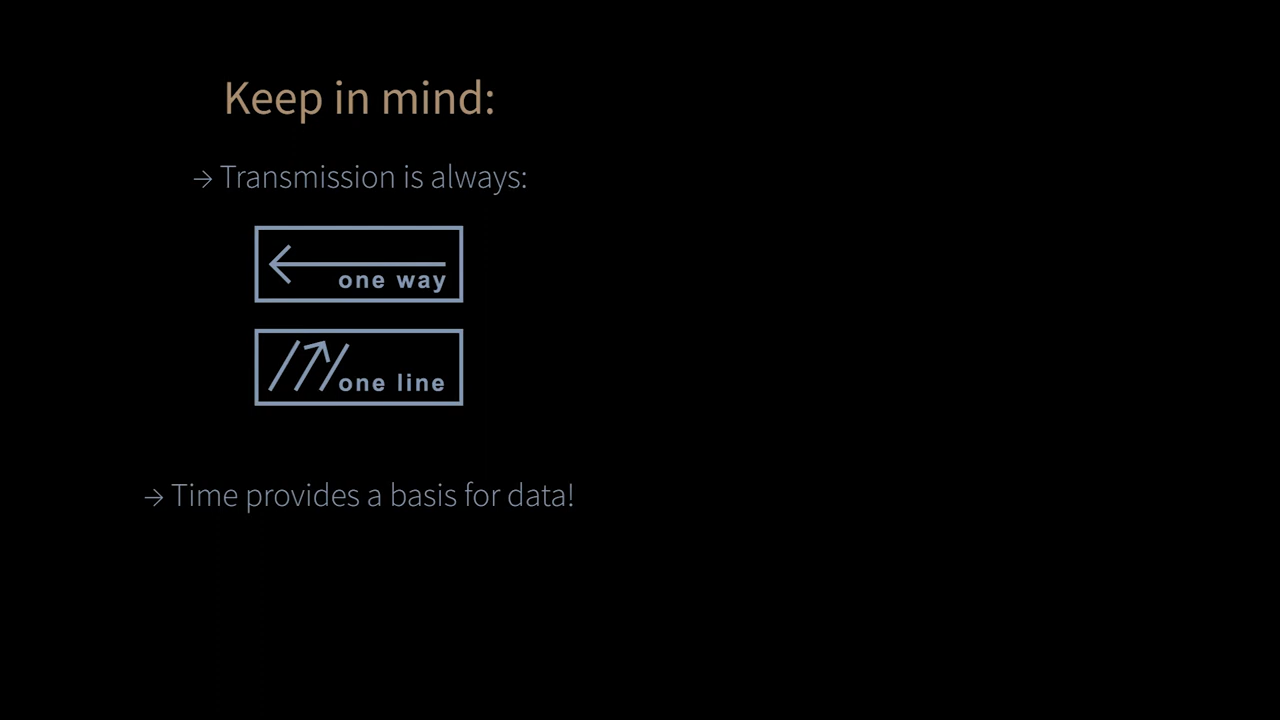 Keep in mind:
→ Transmission is always:
one way
one line
→ Time provides a basis for data!